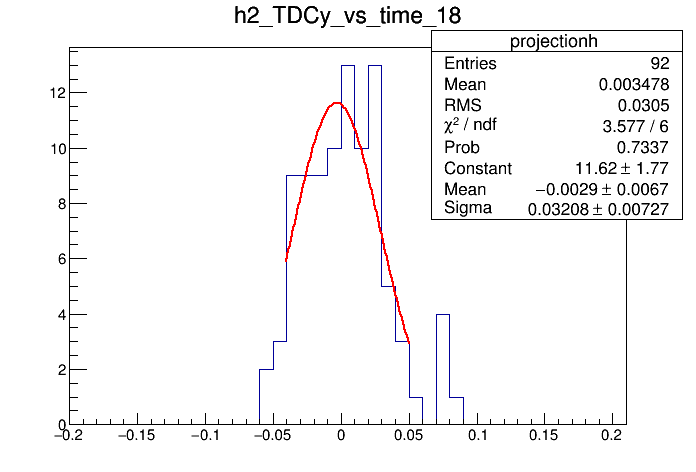 h2_TDCy_vs_time_18
projectionh
Entries 92
Mean 0.003478
RMS 0.0305
χ² / ndf 3.577 / 6
Prob 0.7337
Constant 11.62 ± 1.77
Mean −0.0029 ± 0.0067
Sigma 0.03208 ± 0.00727
12
10
8
6
4
2
0
−0.2 −0.15 −0.1 −0.05 0 0.05 0.1 0.15 0.2